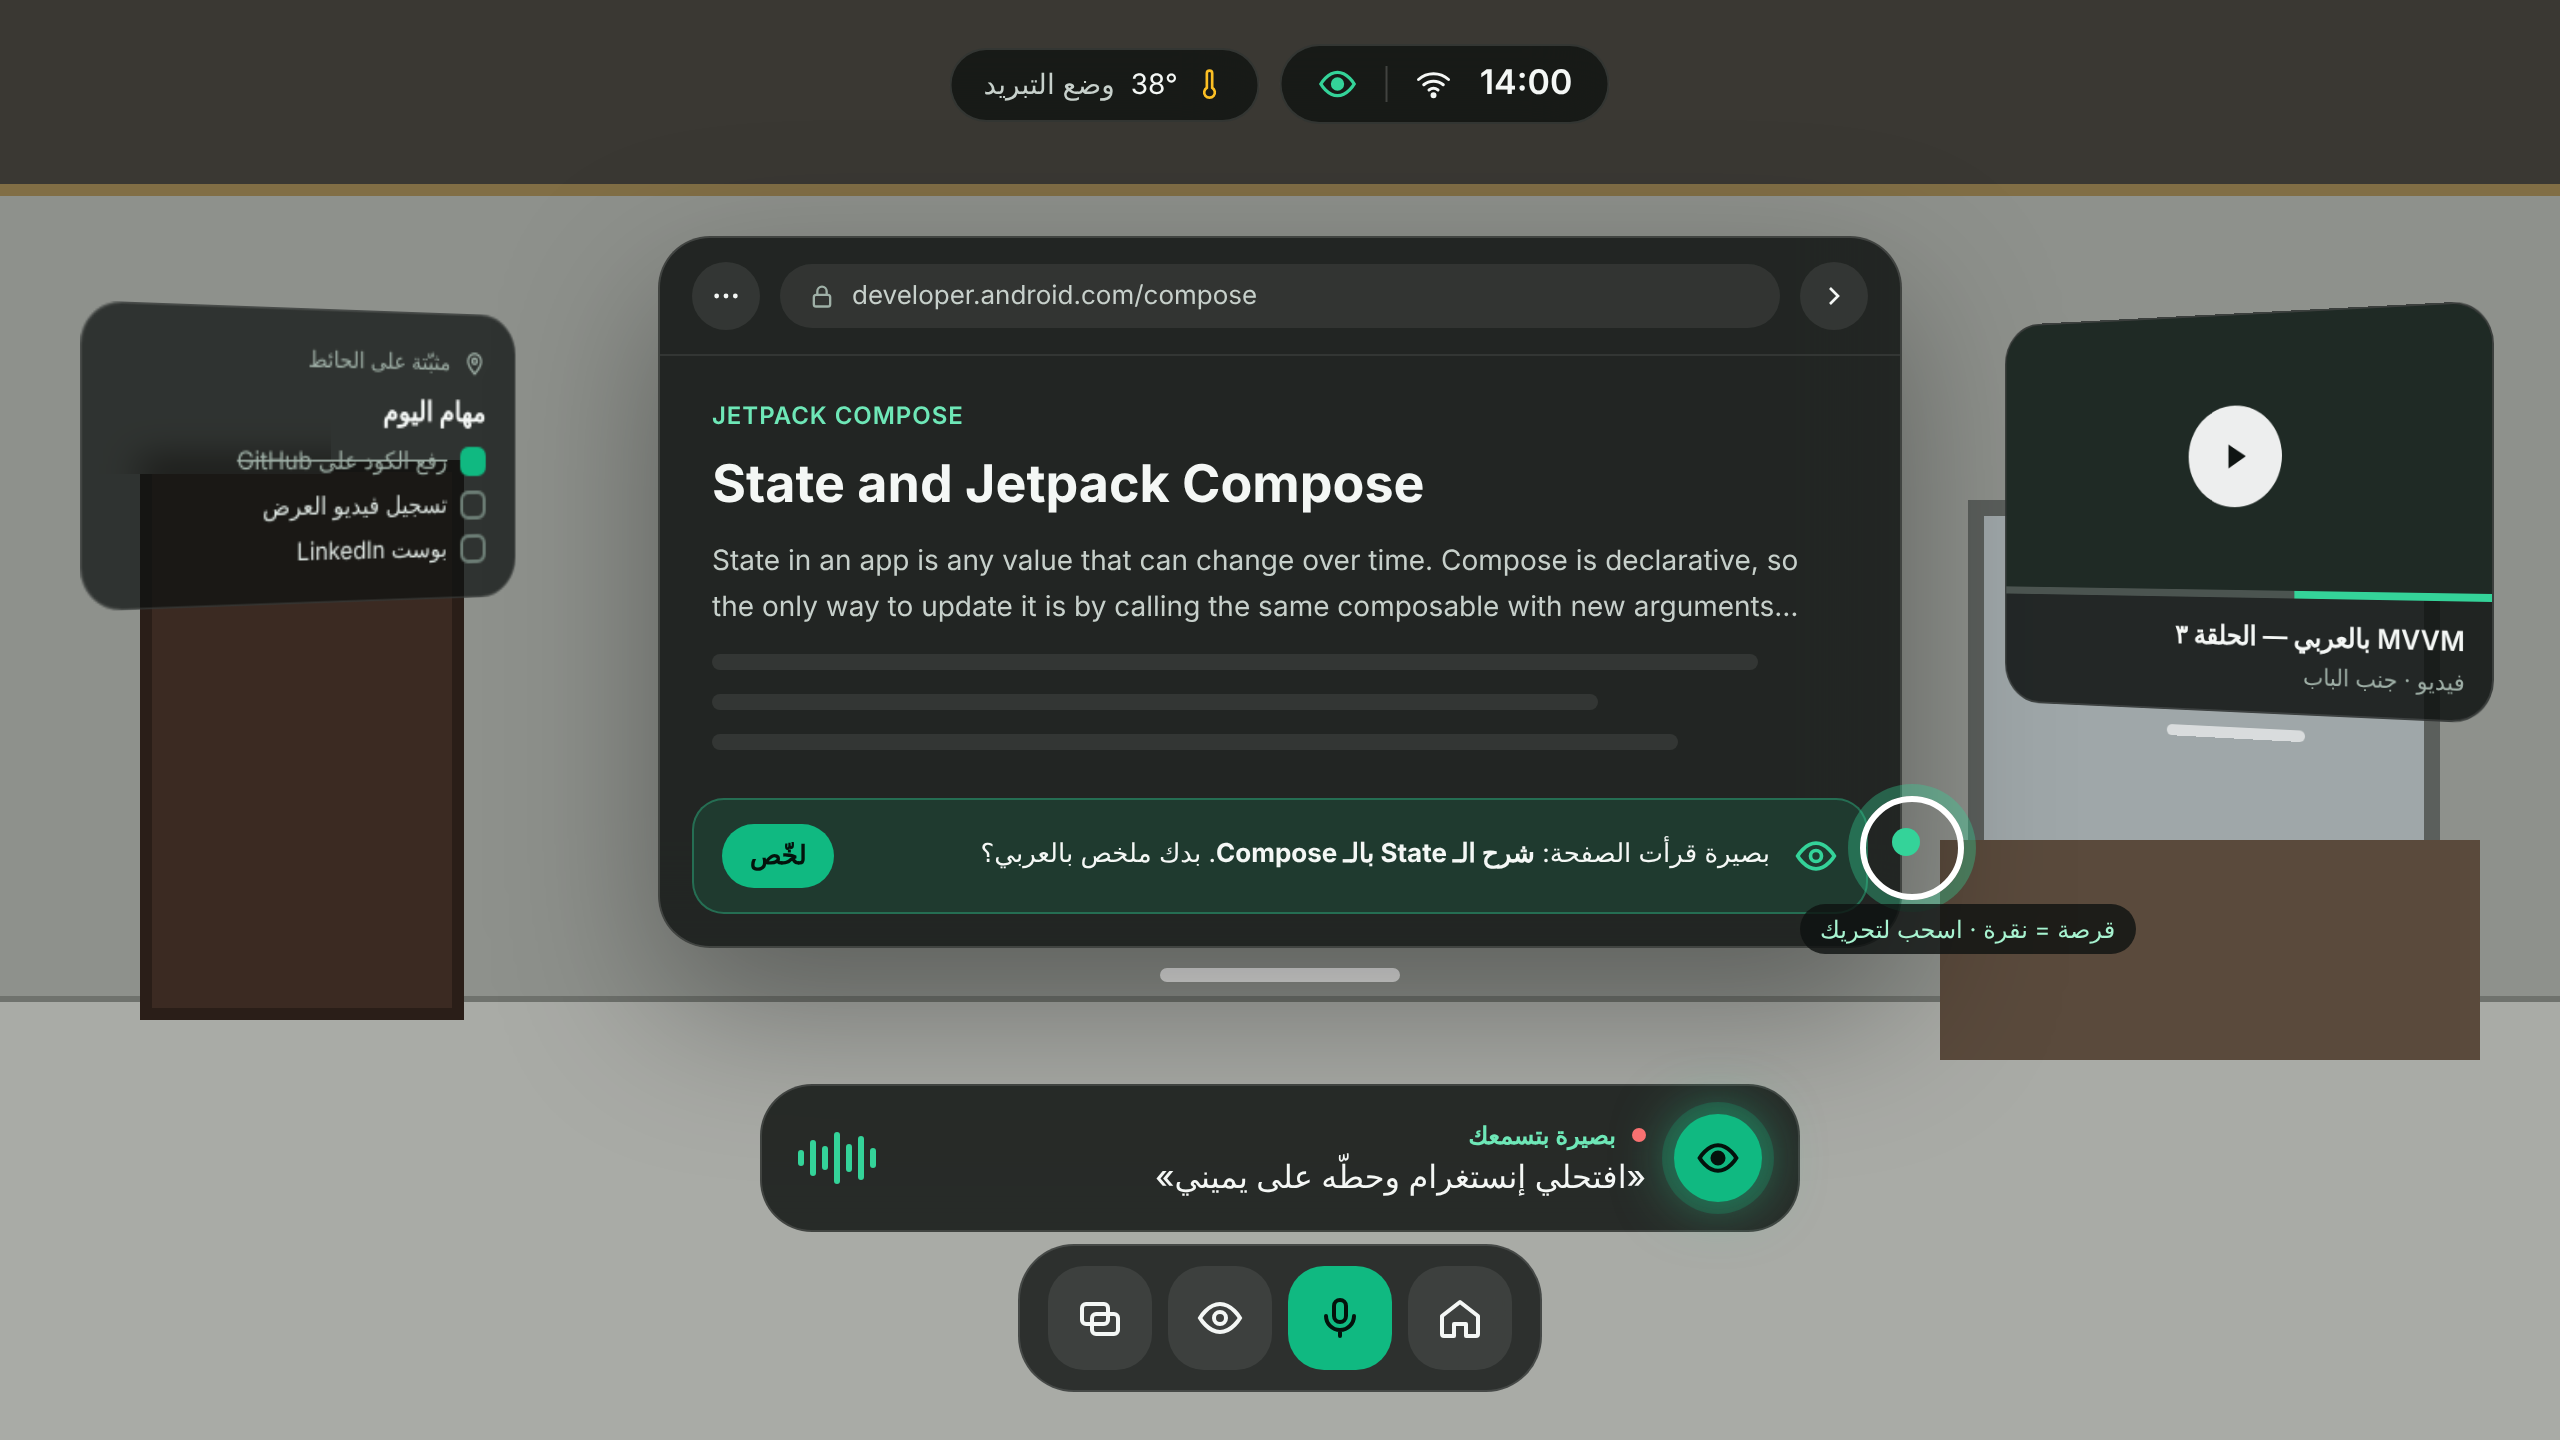 14:00
38° وضع التبريد
developer.android.com/compose
JETPACK COMPOSE
State and Jetpack Compose
State in an app is any value that can change over time. Compose is declarative, so
the only way to update it is by calling the same composable with new arguments...
بصيرة قرأت الصفحة: شرح الـ State بالـ Compose. بدك ملخص بالعربي؟
لخّص
قرصة = نقرة · اسحب لتحريك
MVVM بالعربي — الحلقة ٣
فيديو · جنب الباب
مثبّتة على الحائط
مهام اليوم
رفع الكود على GitHub
تسجيل فيديو العرض
بوست LinkedIn
بصيرة بتسمعك
«افتحلي إنستغرام وحطّه على يميني»